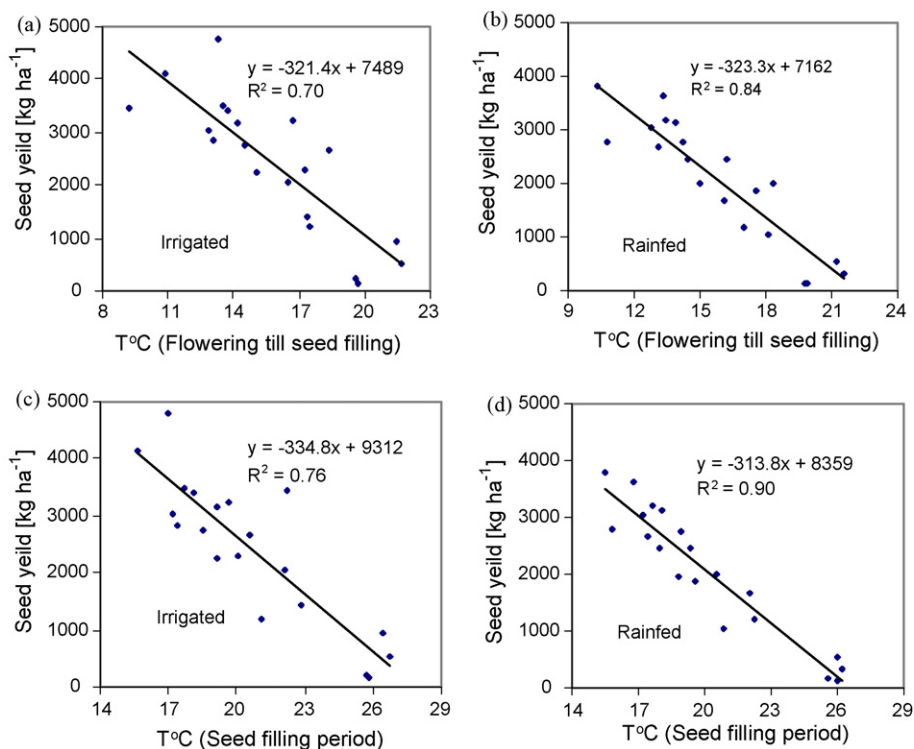 (a)
5000
4000
3000
2000
1000
0
Seed yeild [kg ha⁻¹]
y = -321.4x + 7489
R² = 0.70
Irrigated
8 11 14 17 20 23
T°C (Flowering till seed filling)
(b)
5000
4000
3000
2000
1000
0
Seed yeild [kg ha⁻¹]
y = -323.3x + 7162
R² = 0.84
Rainfed
9 12 15 18 21 24
T°C (Flowering till seed filling)
(c)
5000
4000
3000
2000
1000
0
Seed yeild [kg ha⁻¹]
y = -334.8x + 9312
R² = 0.76
Irrigated
14 17 20 23 26 29
T°C (Seed filling period)
(d)
5000
4000
3000
2000
1000
0
Seed yeild [kg ha⁻¹]
y = -313.8x + 8359
R² = 0.90
Rainfed
14 17 20 23 26 29
T°C (Seed filling period)